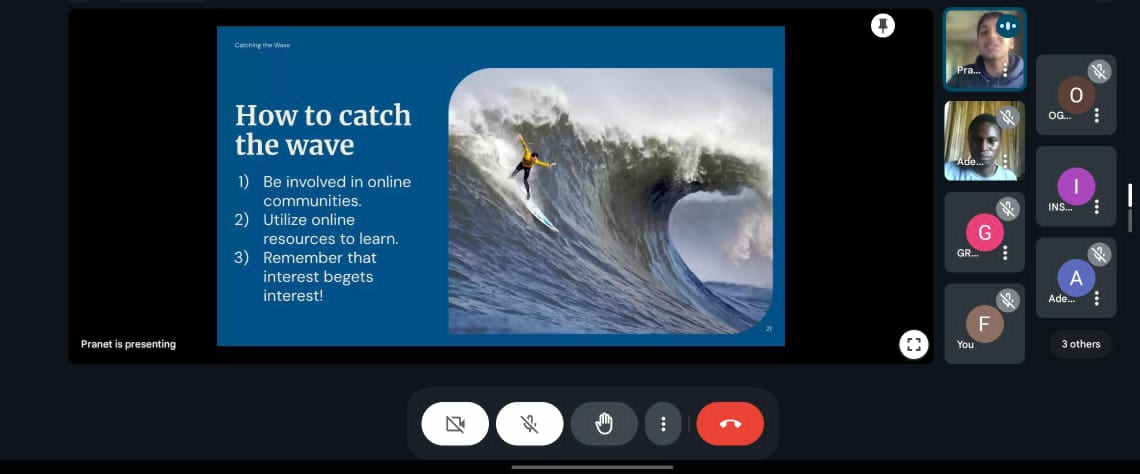 Catching the Wave
How to catch
the wave
1) Be involved in online
communities.
2) Utilize online
resources to learn.
3) Remember that
interest begets
interest!
21
Pranet is presenting
Pra...
Ade...
G
GR...
F
You
O
OG...
I
INS...
A
Ade...
3 others